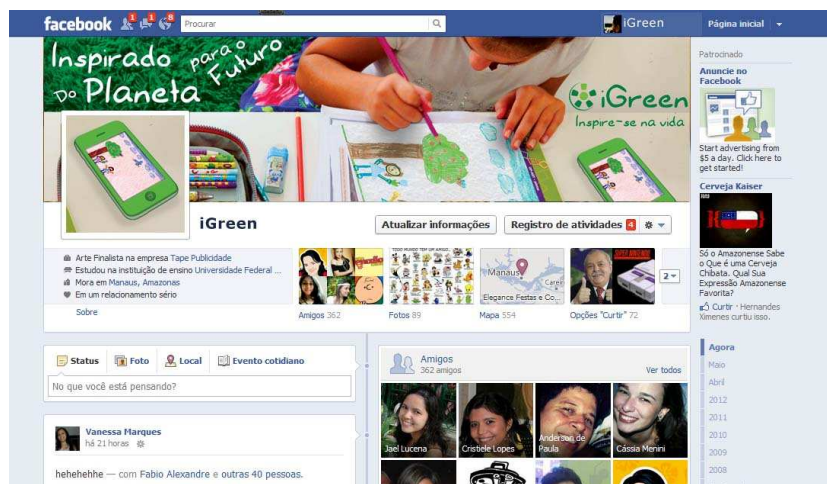 facebook
1
1
8
Procurar
iGreen
Página inicial
Inspirado para o
Do Planeta Futuro
iGreen
Inspire-se na vida
iGreen
Atualizar informações
Registro de atividades 4
Arte Finalista na empresa Tape Publicidade
Estudou na instituição de ensino Universidade Federal ...
Mora em Manaus, Amazonas
Em um relacionamento sério
Sobre
Manaus
Elegance Festas e Co...
SUPER NINTENDO
2
Amigos 362
Fotos 89
Mapa 554
Opções "Curtir" 72
Status
Foto
Local
Evento cotidiano
No que você está pensando?
Vanessa Marques
há 21 horas
hehehehhe — com Fabio Alexandre e outras 40 pessoas.
Amigos
362 amigos
Ver todos
Jael Lucena
Cristiele Lopes
Anderson de Paula
Cássia Menini
Patrocinado
Anuncie no
Facebook
Start advertising from
$5 a day. Click here to
get started!
Cerveja Kaiser
Só o Amazonense Sabe
o Que é uma Cerveja
Chibata. Qual Sua
Expressão Amazonense
Favorita?
Curtir · Hernandes
Ximenes curtiu isso.
Agora
Maio
Abril
2012
2011
2010
2009
2008